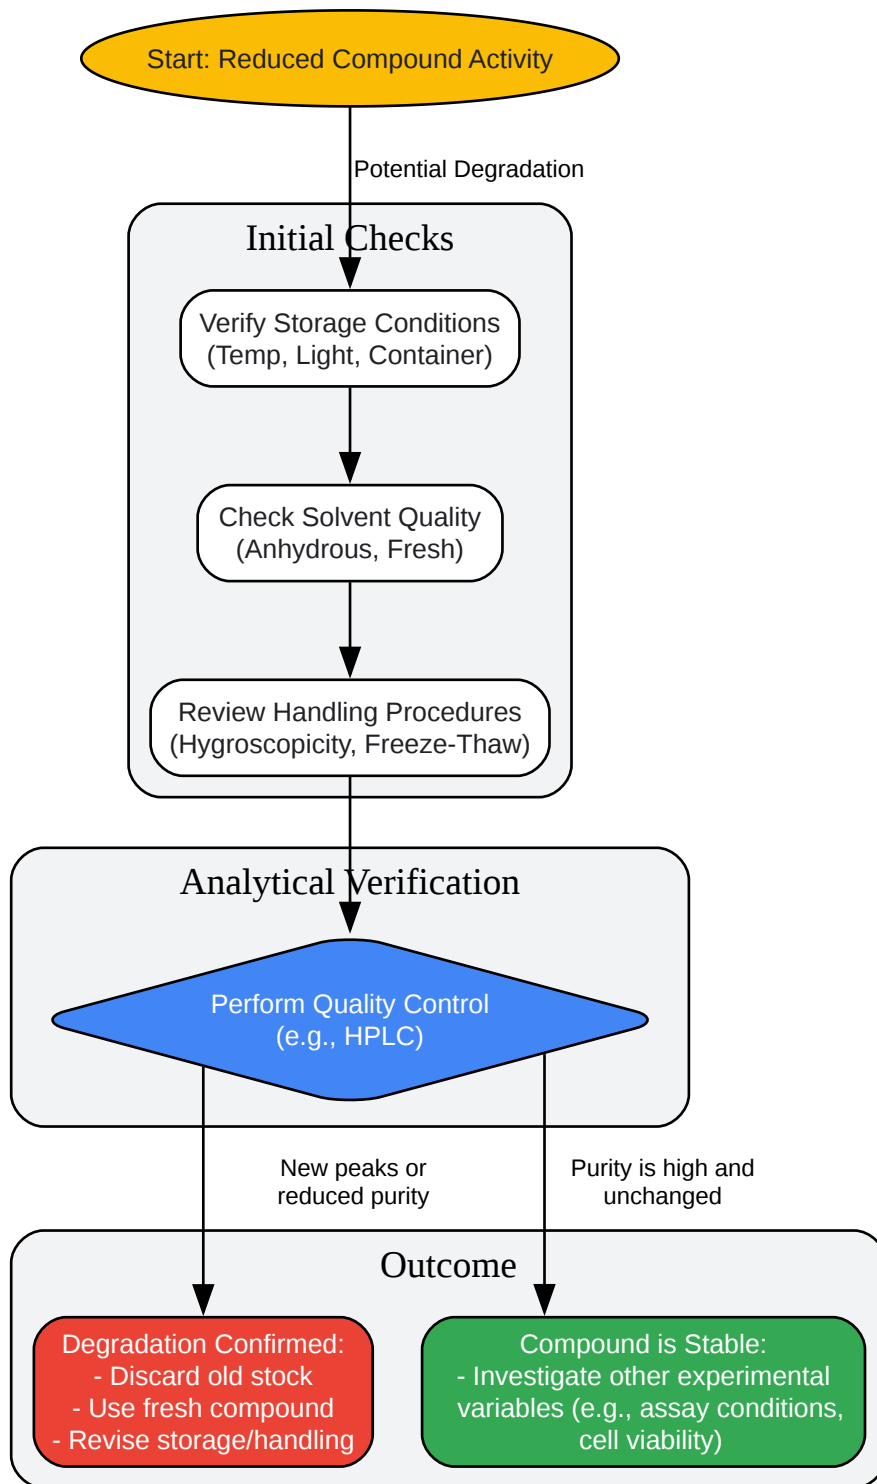 Start: Reduced Compound Activity
Potential Degradation
Initial Checks
Verify Storage Conditions
(Temp, Light, Container)
Check Solvent Quality
(Anhydrous, Fresh)
Review Handling Procedures
(Hygroscopicity, Freeze-Thaw)
Analytical Verification
Perform Quality Control
(e.g., HPLC)
New peaks or
reduced purity
Purity is high and
unchanged
Outcome
Degradation Confirmed:
- Discard old stock
- Use fresh compound
- Revise storage/handling
Compound is Stable:
- Investigate other experimental
variables (e.g., assay conditions,
cell viability)